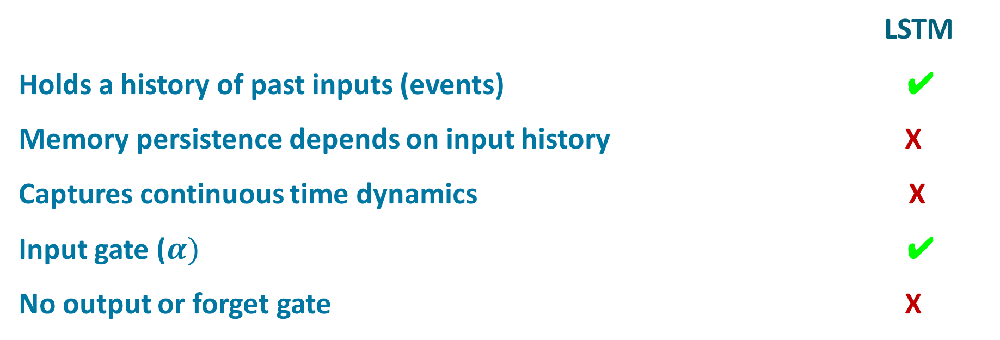 LSTM
Holds a history of past inputs (events) ✔
Memory persistence depends on input history X
Captures continuous time dynamics X
Input gate (α) ✔
No output or forget gate X